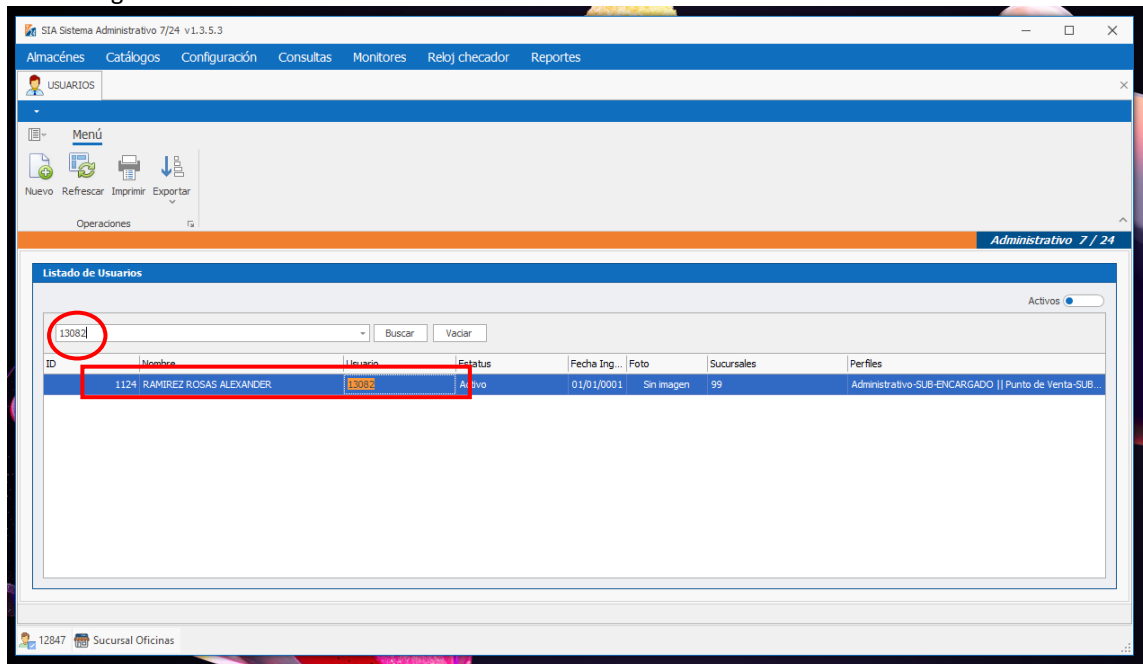 SIA Sistema Administrativo 7/24 v1.3.5.3
Almacénes Catálogos Configuración Consultas Monitores Reloj checador Reportes
USUARIOS
Menú
Nuevo Refrescar Imprimir Exportar
Operaciones
Administrativo 7 / 24
Listado de Usuarios
Activos
13082 Buscar Vaciar
ID Nombre Usuario Estatus Fecha Ing... Foto Sucursales Perfiles
1124 RAMIREZ ROSAS ALEXANDER 13082 Activo 01/01/0001 Sin imagen 99 Administrativo-SUB-ENCARGADO || Punto de Venta-SUB...
12847 Sucursal Oficinas